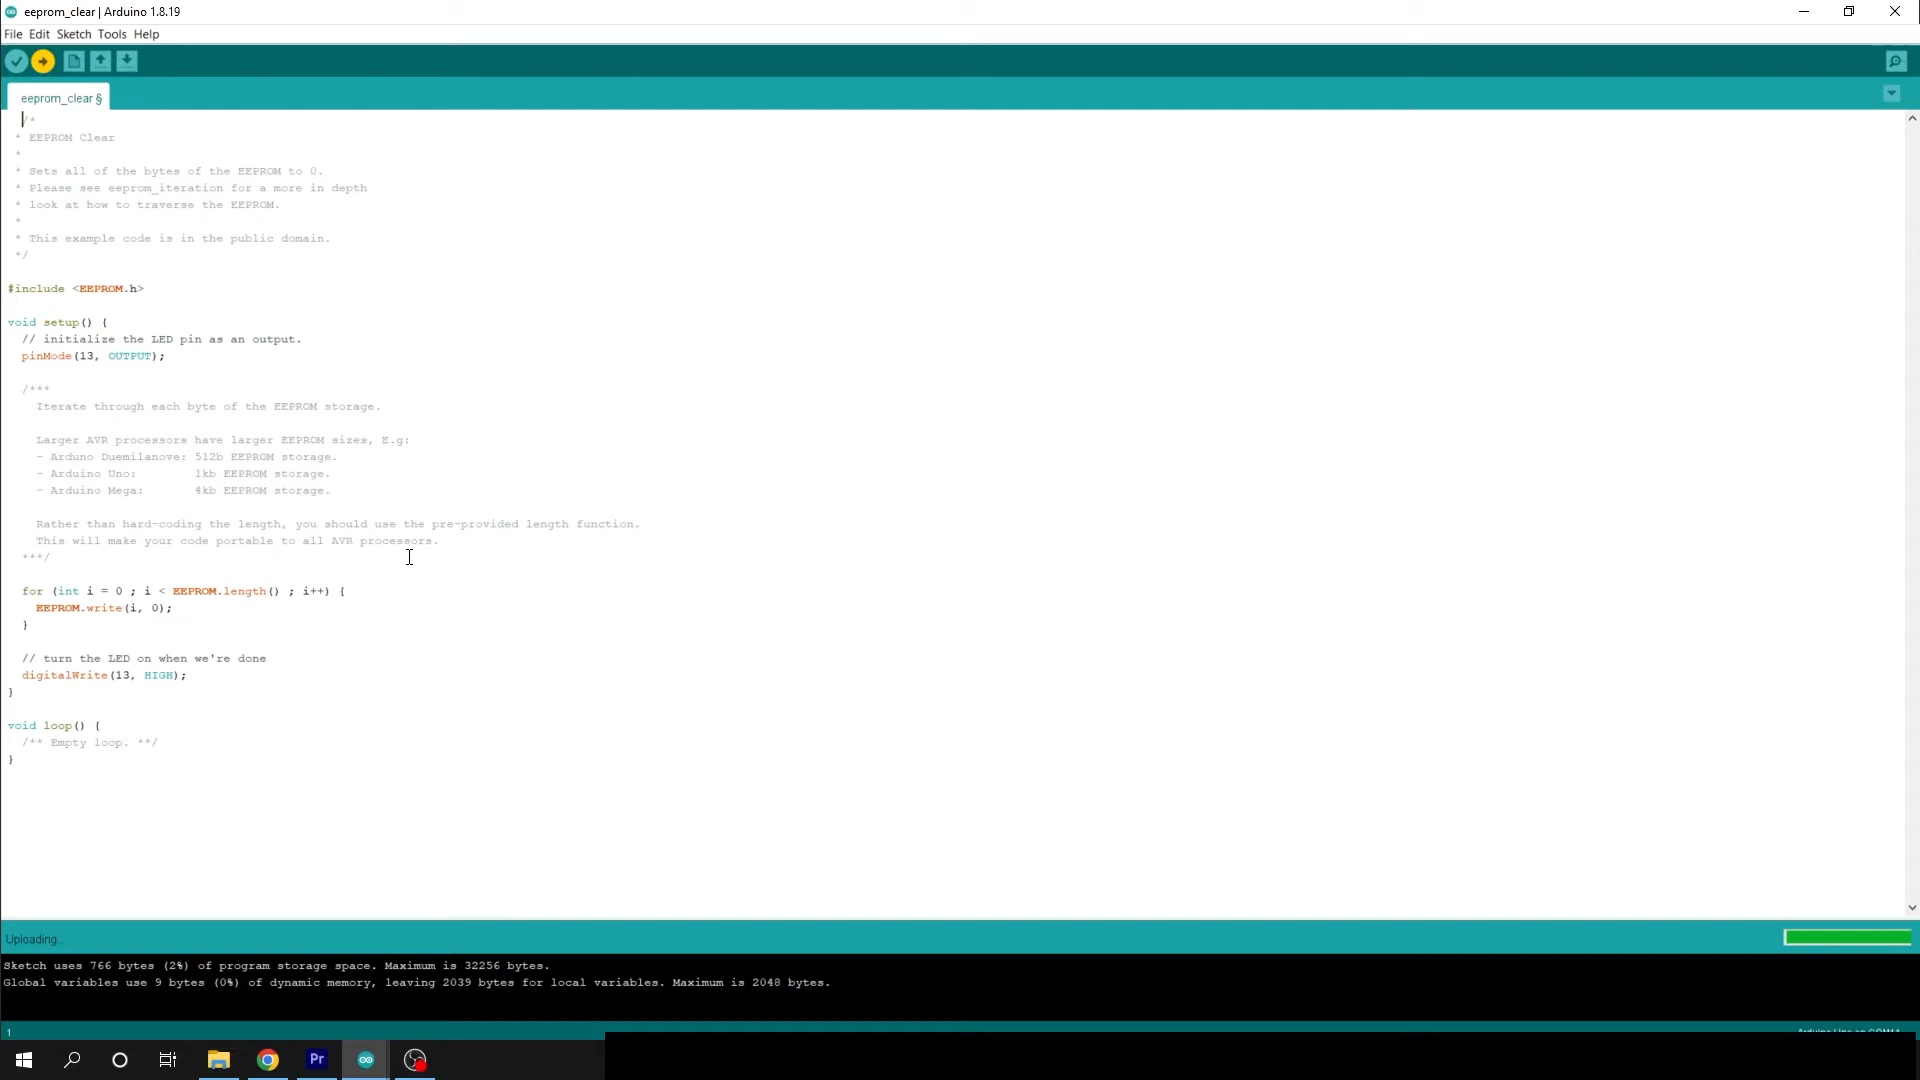 eeprom_clear | Arduino 1.8.19
File Edit Sketch Tools Help
eeprom_clear §
/*
* EEPROM Clear
*
* Sets all of the bytes of the EEPROM to 0.
* Please see eeprom_iteration for a more in depth
* look at how to traverse the EEPROM.
*
* This example code is in the public domain.
*/
#include <EEPROM.h>
void setup() {
// initialize the LED pin as an output.
pinMode(13, OUTPUT);
/***
Iterate through each byte of the EEPROM storage.
Larger AVR processors have larger EEPROM sizes, E.g:
- Arduno Duemilanove: 512b EEPROM storage.
- Arduino Uno:        1kb EEPROM storage.
- Arduino Mega:       4kb EEPROM storage.
Rather than hard-coding the length, you should use the pre-provided length function.
This will make your code portable to all AVR processors.
***/
for (int i = 0 ; i < EEPROM.length() ; i++) {
EEPROM.write(i, 0);
}
// turn the LED on when we're done
digitalWrite(13, HIGH);
}
void loop() {
/** Empty loop. **/
}
Uploading...
Sketch uses 766 bytes (2%) of program storage space. Maximum is 32256 bytes.
Global variables use 9 bytes (0%) of dynamic memory, leaving 2039 bytes for local variables. Maximum is 2048 bytes.
1
Pr